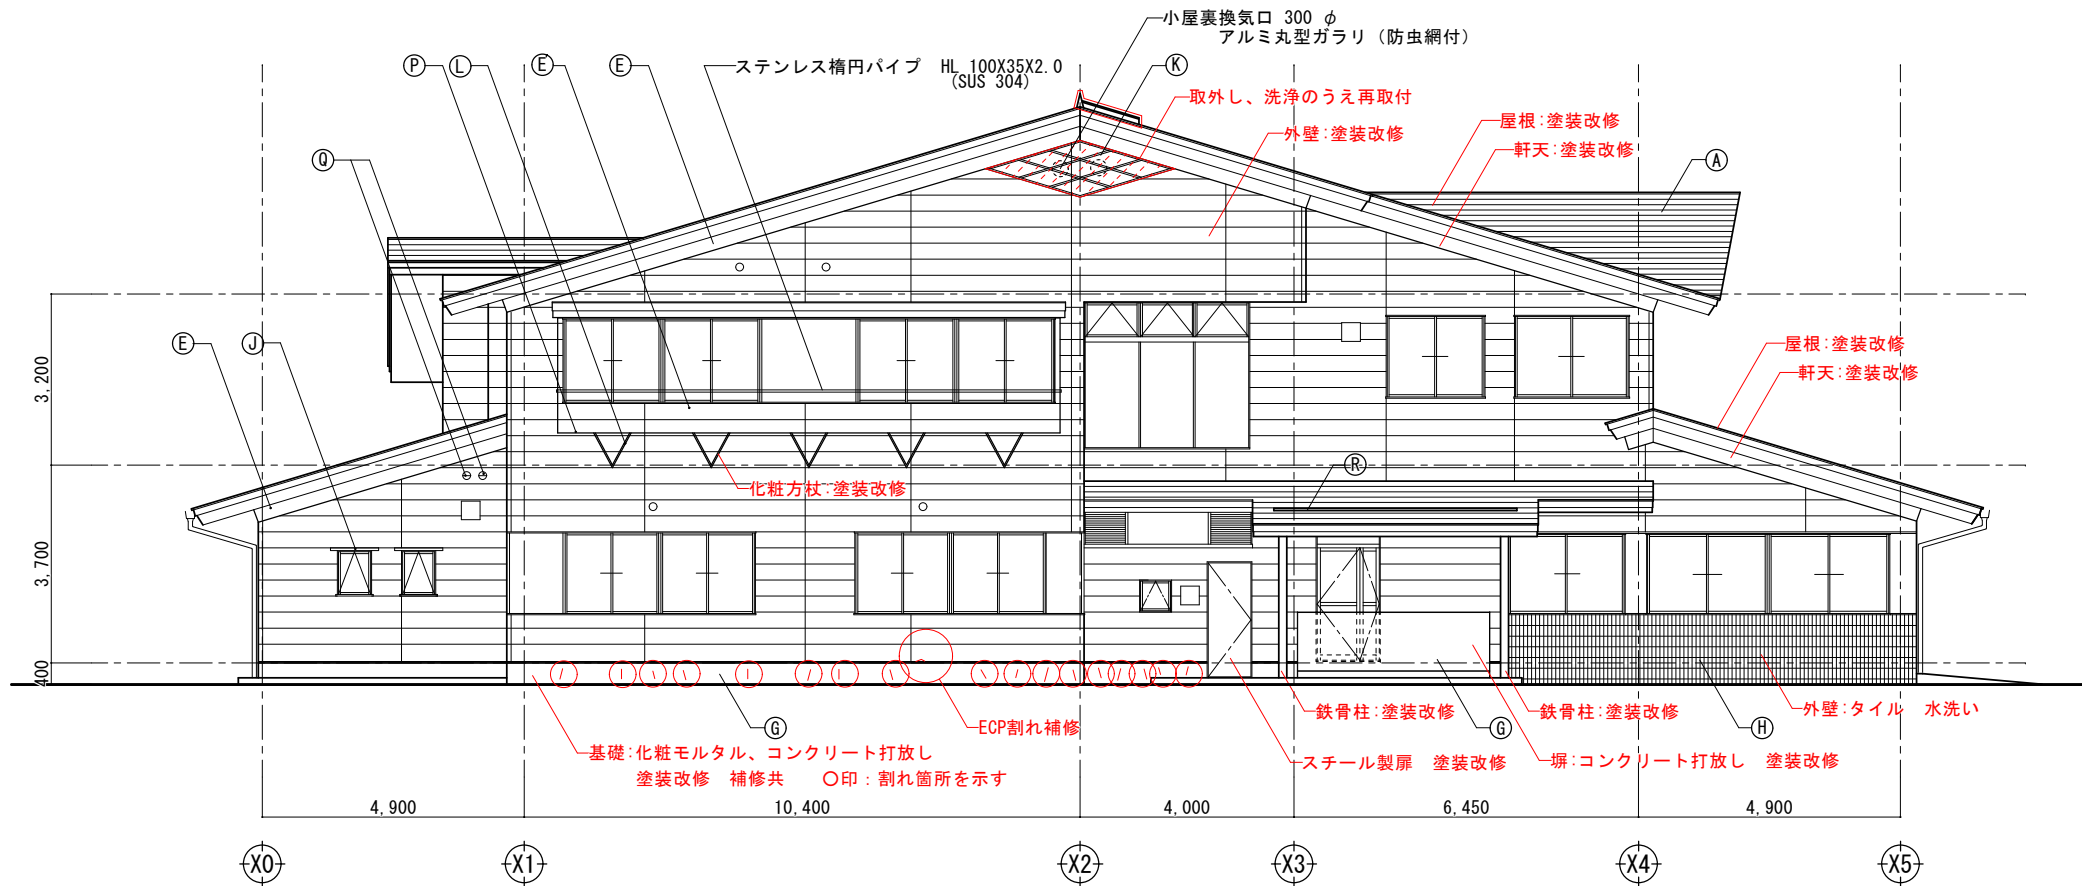 小屋裏換気口 300 φ
アルミ丸型ガラリ（防虫網付）
P
L
E
E
ステンレス楕円パイプ HL 100X35X2.0
(SUS 304)
K
取外し、洗浄のうえ再取付
外壁:塗装改修
屋根:塗装改修
軒天:塗装改修
A
Q
E
J
屋根:塗装改修
軒天:塗装改修
3,200
化粧方杖:塗装改修
R
3,700
400
G
ECP割れ補修
鉄骨柱:塗装改修
G
鉄骨柱:塗装改修
H
外壁:タイル 水洗い
基礎:化粧モルタル、コンクリート打放し
塗装改修 補修共 ○印：割れ箇所を示す
スチール製扉 塗装改修
塀:コンクリート打放し 塗装改修
4,900
10,400
4,000
6,450
4,900
X0
X1
X2
X3
X4
X5